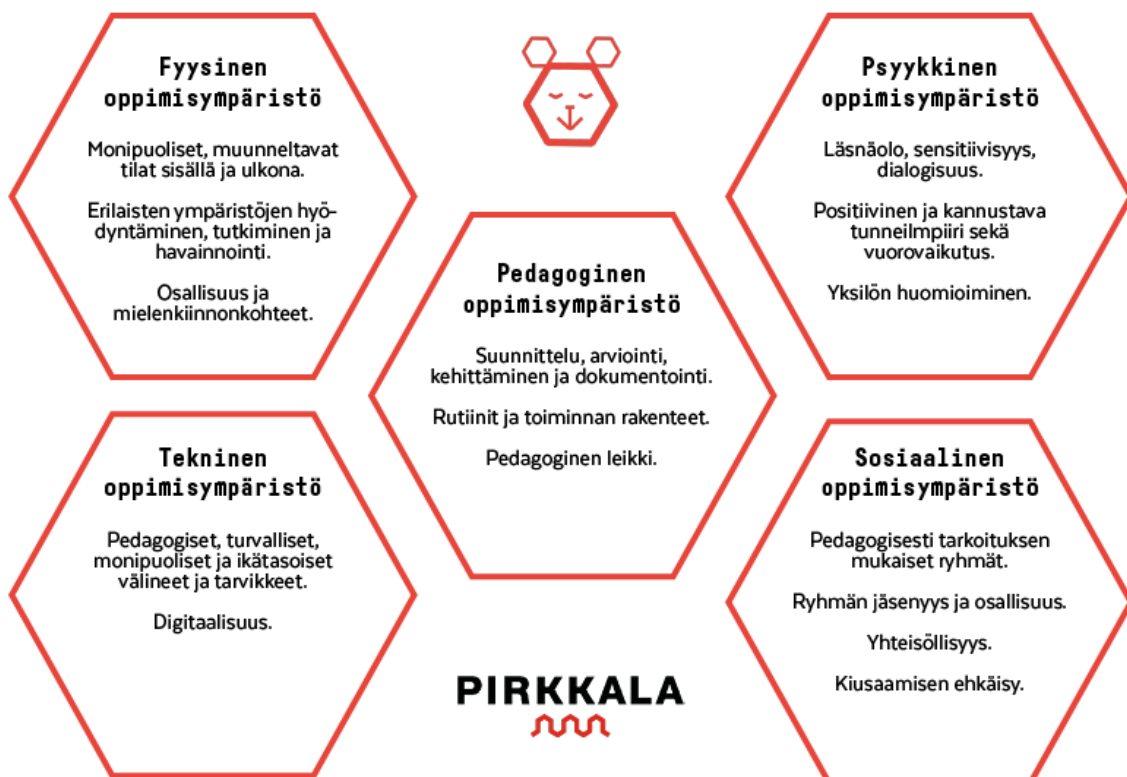 Fyysinen
oppimisympäristö
Monipuoliset, muunneltavat
tilat sisällä ja ulkona.
Erilaisten ympäristöjen hyö-
dyntäminen, tutkiminen ja
havainnointi.
Osallisuus ja
mielenkiinnonkohteet.
Psyykkinen
oppimisympäristö
Läsnäolo, sensitiivisyys,
dialogisuus.
Positiivinen ja kannustava
tunneilmpiiri sekä
vuorovaikutus.
Yksilön huomioiminen.
Pedagoginen
oppimisympäristö
Suunnittelu, arviointi,
kehittäminen ja dokumentointi.
Rutiinit ja toiminnan rakenteet.
Pedagoginen leikki.
Tekninen
oppimisympäristö
Pedagogiset, turvalliset,
monipuoliset ja ikätasoiset
välineet ja tarvikkeet.
Digitaalisuus.
Sosiaalinen
oppimisympäristö
Pedagogisesti tarkoituksen
mukaiset ryhmät.
Ryhmän jäsenyys ja osallisuus.
Yhteisöllisyys.
Kiusaamisen ehkäisy.
PIRKKALA